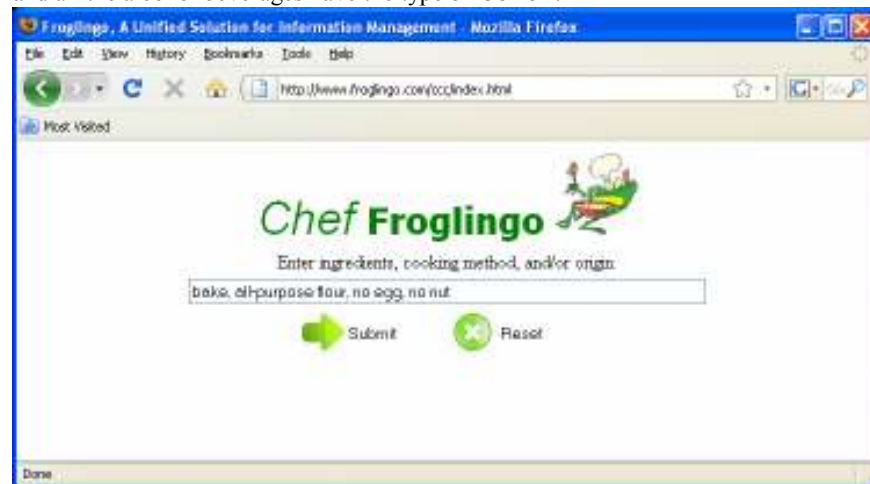 Froglingo, A Unified Solution for Information Management - Mozilla Firefox
File Edit View History Bookmarks Tools Help
http://www.froglingo.com/ccc/index.html
Most Visited
Chef Froglingo
Enter ingredients, cooking method, and/or origin
bake, all-purpose flour, no egg, no nut
Submit Reset
Done